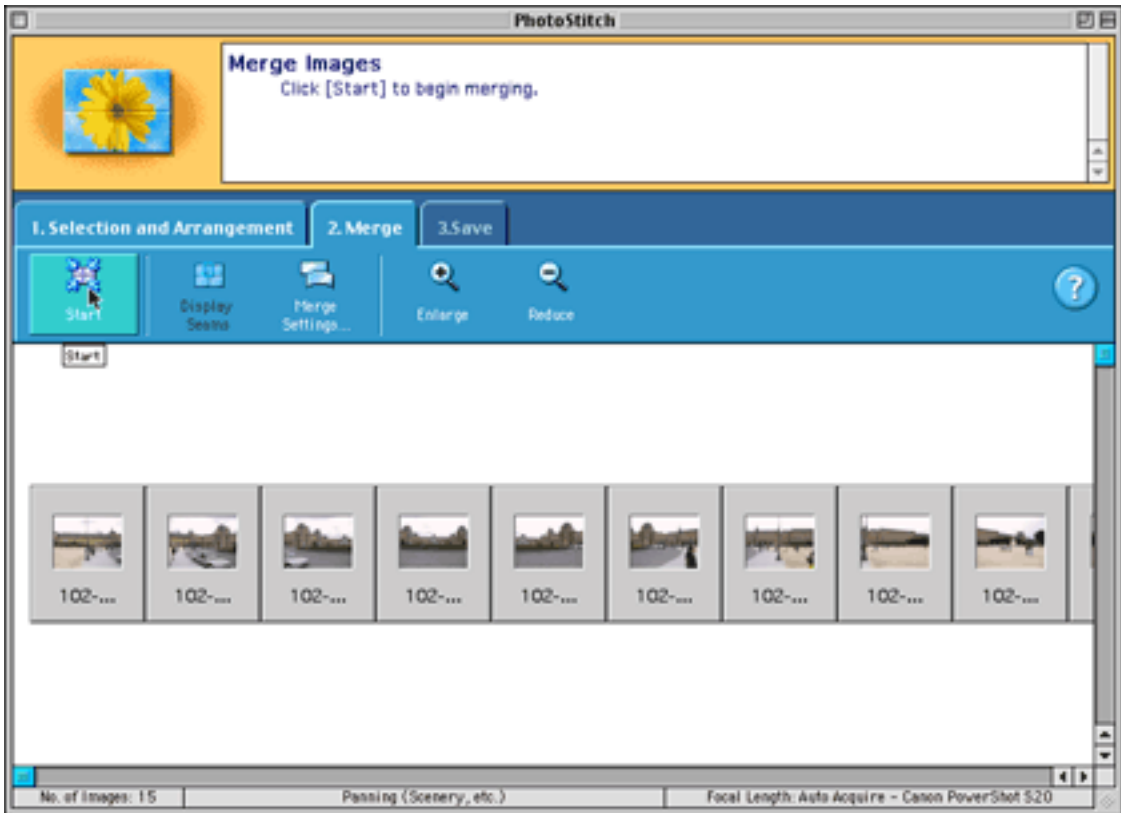 PhotoStitch
Merge Images
Click [Start] to begin merging.
1. Selection and Arrangement
2. Merge
3.Save
Start
Display
Seams
Merge
Settings...
Enlarge
Reduce
?
Start
102-...
102-...
102-...
102-...
102-...
102-...
102-...
102-...
102-...
No. of Images: 15
Panning (Scenery, etc.)
Focal Length: Auto Acquire - Canon PowerShot S20